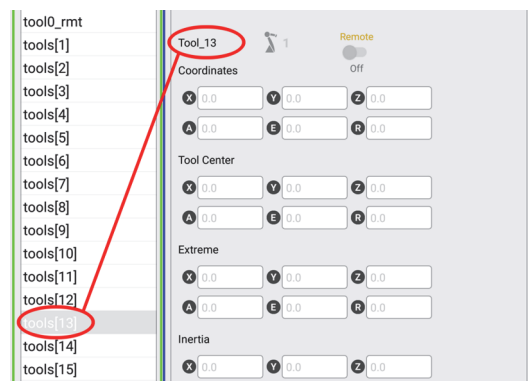 tool0_rmt
tools[1]
tools[2]
tools[3]
tools[4]
tools[5]
tools[6]
tools[7]
tools[8]
tools[9]
tools[10]
tools[11]
tools[12]
tools[13]
tools[14]
tools[15]
Tool_13 1 Remote
Off
Coordinates
X 0.0 Y 0.0 Z 0.0
A 0.0 E 0.0 R 0.0
Tool Center
X 0.0 Y 0.0 Z 0.0
A 0.0 E 0.0 R 0.0
Extreme
X 0.0 Y 0.0 Z 0.0
A 0.0 E 0.0 R 0.0
Inertia
X 0.0 Y 0.0 Z 0.0